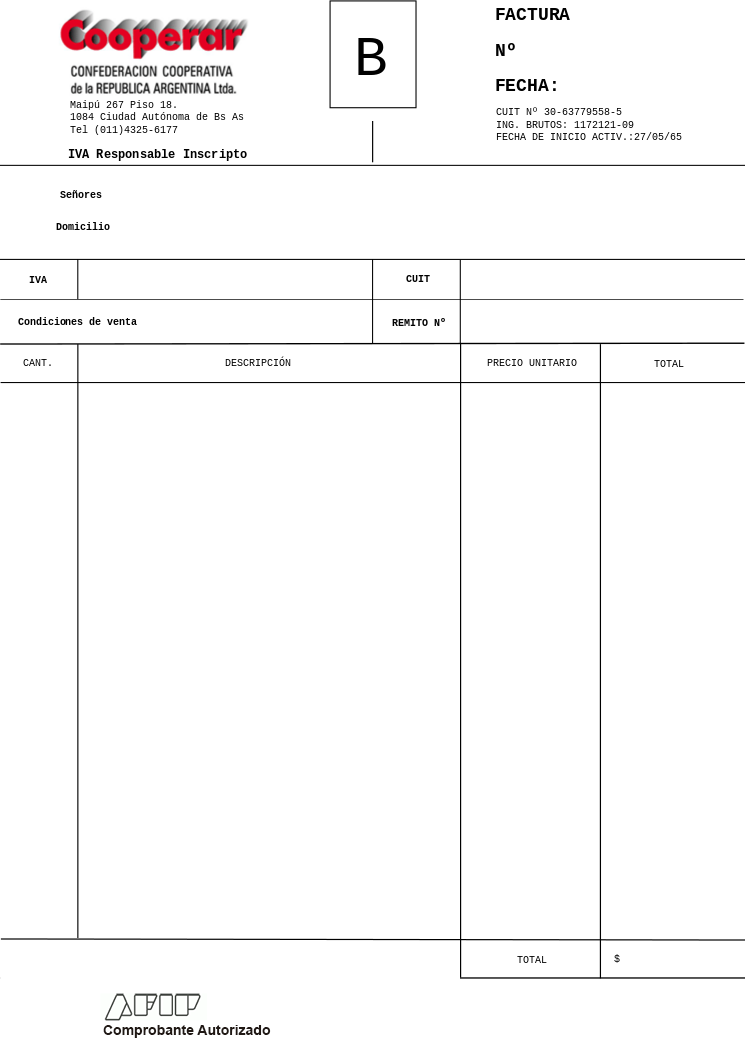 Cooperar
CONFEDERACION COOPERATIVA
de la REPUBLICA ARGENTINA Ltda.
Maipú 267 Piso 18.
1084 Ciudad Autónoma de Bs As
Tel (011)4325-6177
IVA Responsable Inscripto
B
FACTURA
Nº
FECHA:
CUIT Nº 30-63779558-5
ING. BRUTOS: 1172121-09
FECHA DE INICIO ACTIV.:27/05/65
Señores
Domicilio
IVA CUIT
Condiciones de venta REMITO Nº
CANT. DESCRIPCIÓN PRECIO UNITARIO TOTAL
TOTAL $
AFIP
Comprobante Autorizado